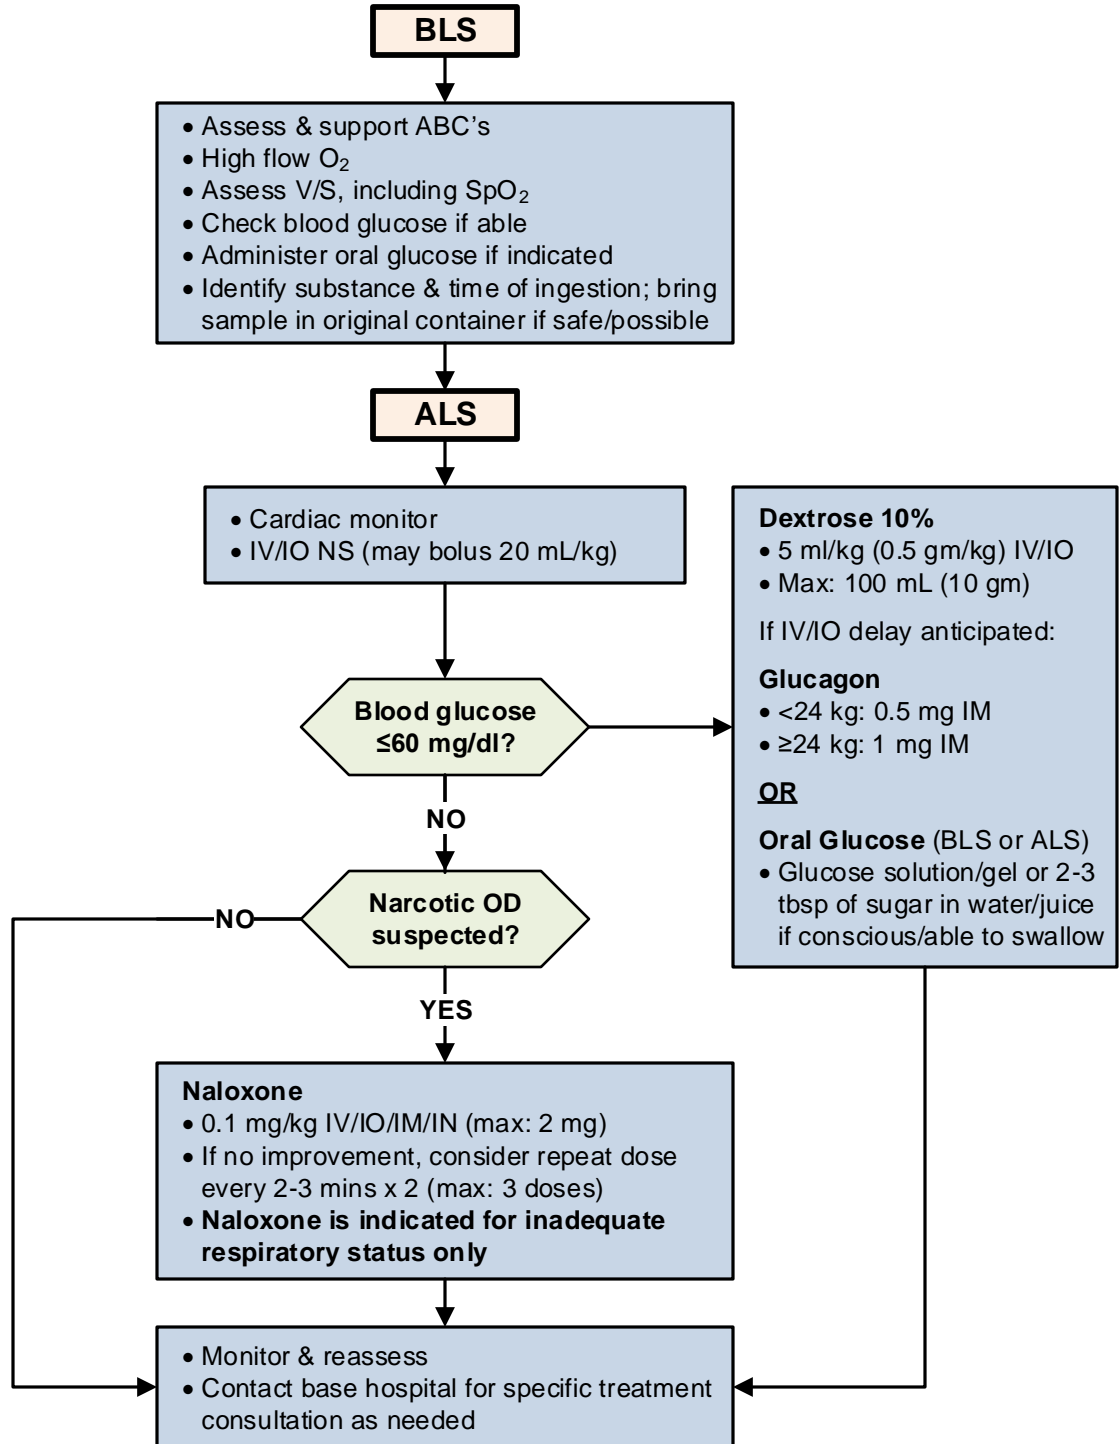 BLS
• Assess & support ABC’s
• High flow O₂
• Assess V/S, including SpO₂
• Check blood glucose if able
• Administer oral glucose if indicated
• Identify substance & time of ingestion; bring
sample in original container if safe/possible
ALS
• Cardiac monitor
• IV/IO NS (may bolus 20 mL/kg)
Blood glucose
≤60 mg/dl?
Dextrose 10%
• 5 ml/kg (0.5 gm/kg) IV/IO
• Max: 100 mL (10 gm)
If IV/IO delay anticipated:
Glucagon
• <24 kg: 0.5 mg IM
• ≥24 kg: 1 mg IM
OR
Oral Glucose (BLS or ALS)
• Glucose solution/gel or 2-3
tbsp of sugar in water/juice
if conscious/able to swallow
NO
Narcotic OD
suspected?
NO
YES
Naloxone
• 0.1 mg/kg IV/IO/IM/IN (max: 2 mg)
• If no improvement, consider repeat dose
every 2-3 mins x 2 (max: 3 doses)
• Naloxone is indicated for inadequate
respiratory status only
• Monitor & reassess
• Contact base hospital for specific treatment
consultation as needed